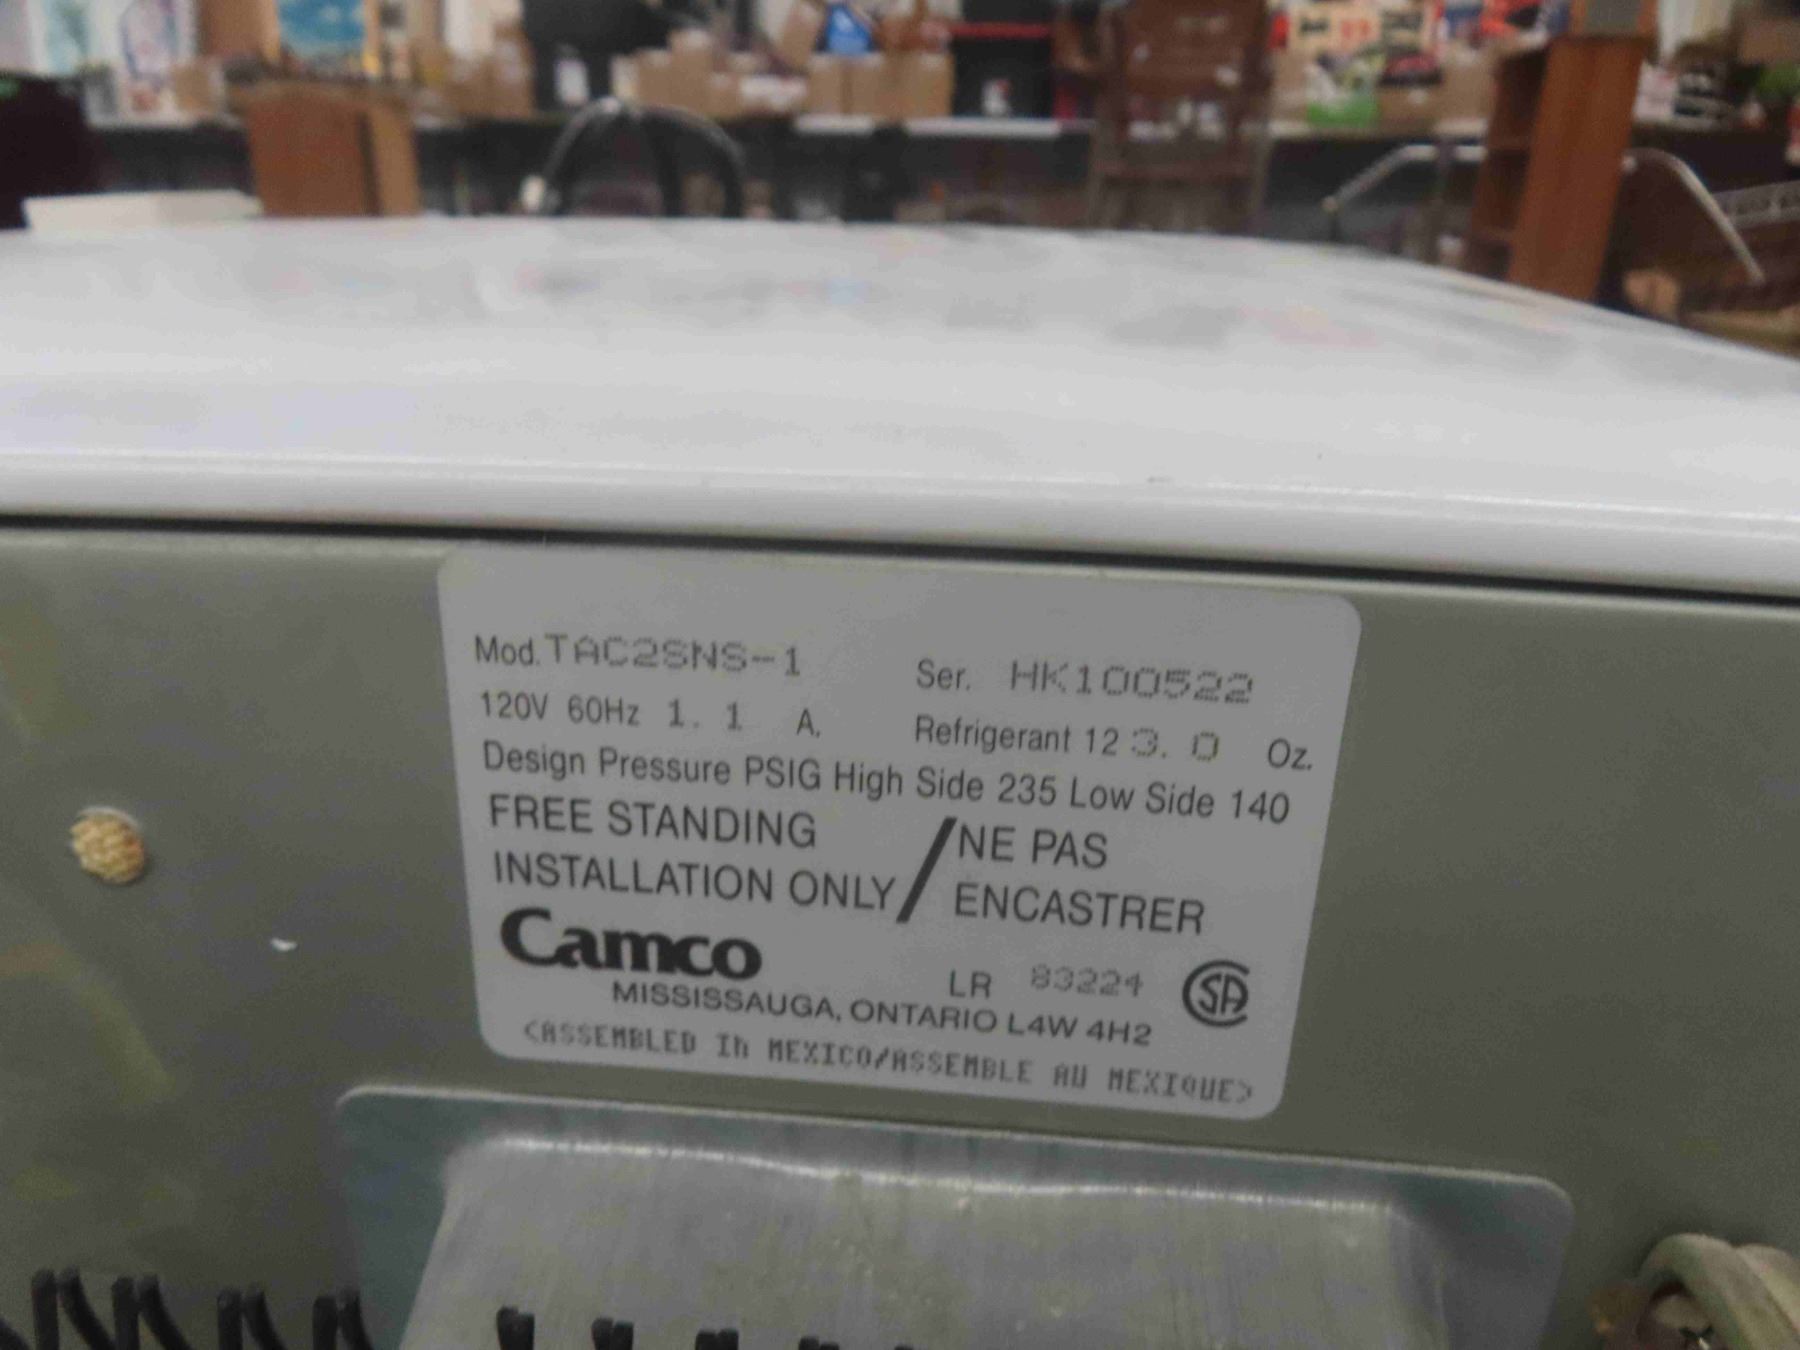 Mod. TAC2SNS-1 Ser. HK100522
120V 60Hz 1.1 A. Refrigerant 12 3.0 Oz.
Design Pressure PSIG High Side 235 Low Side 140
FREE STANDING
INSTALLATION ONLY / NE PAS
ENCASTRER
Camco
LR 83224 CSA
MISSISSAUGA, ONTARIO L4W 4H2
<ASSEMBLED In MEXICO/ASSEMBLE AU MEXIQUE>